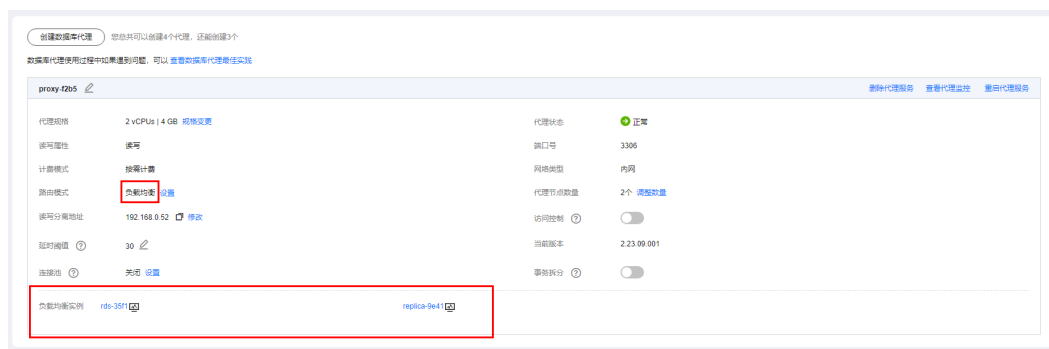 创建数据库代理 您总共可以创建4个代理，还能创建3个
数据库代理使用过程中如果遇到问题，可以 查看数据库代理最佳实践
proxy-f2b5 删除代理服务 查看代理监控 重启代理服务
代理规格 2 vCPUs | 4 GB 规格变更 代理状态 正常
读写属性 读写 端口号 3306
计费模式 按需计费 网络类型 内网
路由模式 负载均衡 设置 代理节点数量 2个 调整数量
读写分离地址 192.168.0.52 修改 访问控制 ?
延时阈值 ? 30 当前版本 2.23.09.001
连接池 ? 关闭 设置 事务拆分 ?
负载均衡实例 rds-35f1 replica-9e41